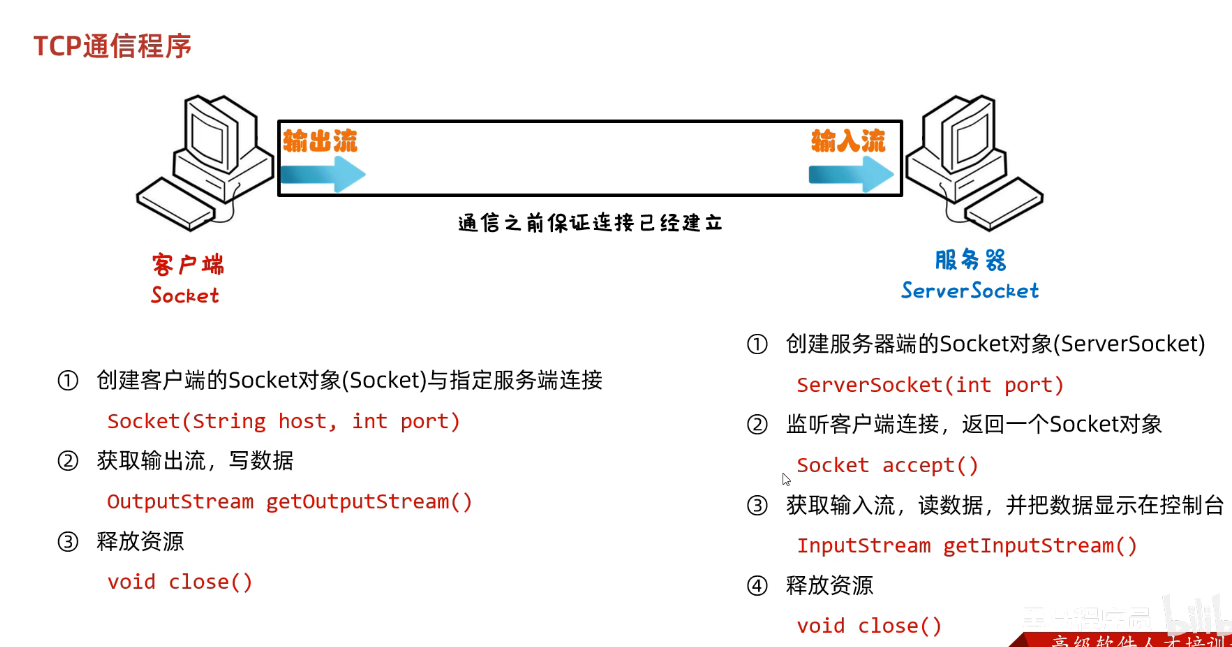 TCP通信程序
输出流
输入流
通信之前保证连接已经建立
客户端
Socket
服务器
ServerSocket
① 创建客户端的Socket对象(Socket)与指定服务端连接
Socket(String host, int port)
② 获取输出流，写数据
OutputStream getOutputStream()
③ 释放资源
void close()
① 创建服务器端的Socket对象(ServerSocket)
ServerSocket(int port)
② 监听客户端连接，返回一个Socket对象
Socket accept()
③ 获取输入流，读数据，并把数据显示在控制台
InputStream getInputStream()
④ 释放资源
void close()
高级软件人才培训